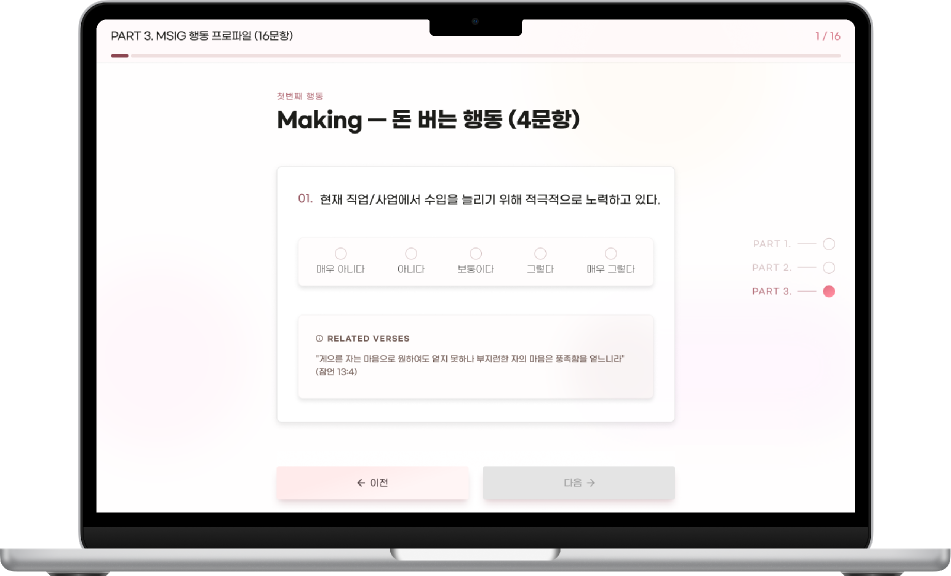 PART 3. MSIG 행동 프로파일 (16문항)
1 / 16
첫번째 행동
Making — 돈 버는 행동 (4문항)
01. 현재 직업/사업에서 수입을 늘리기 위해 적극적으로 노력하고 있다.
매우 아니다 아니다 보통이다 그렇다 매우 그렇다
PART 1.
PART 2.
PART 3.
RELATED VERSES
"게으른 자는 마음으로 원하여도 얻지 못하나 부지런한 자의 마음은 풍족함을 얻느니라"
(잠언 13:4)
← 이전
다음 →